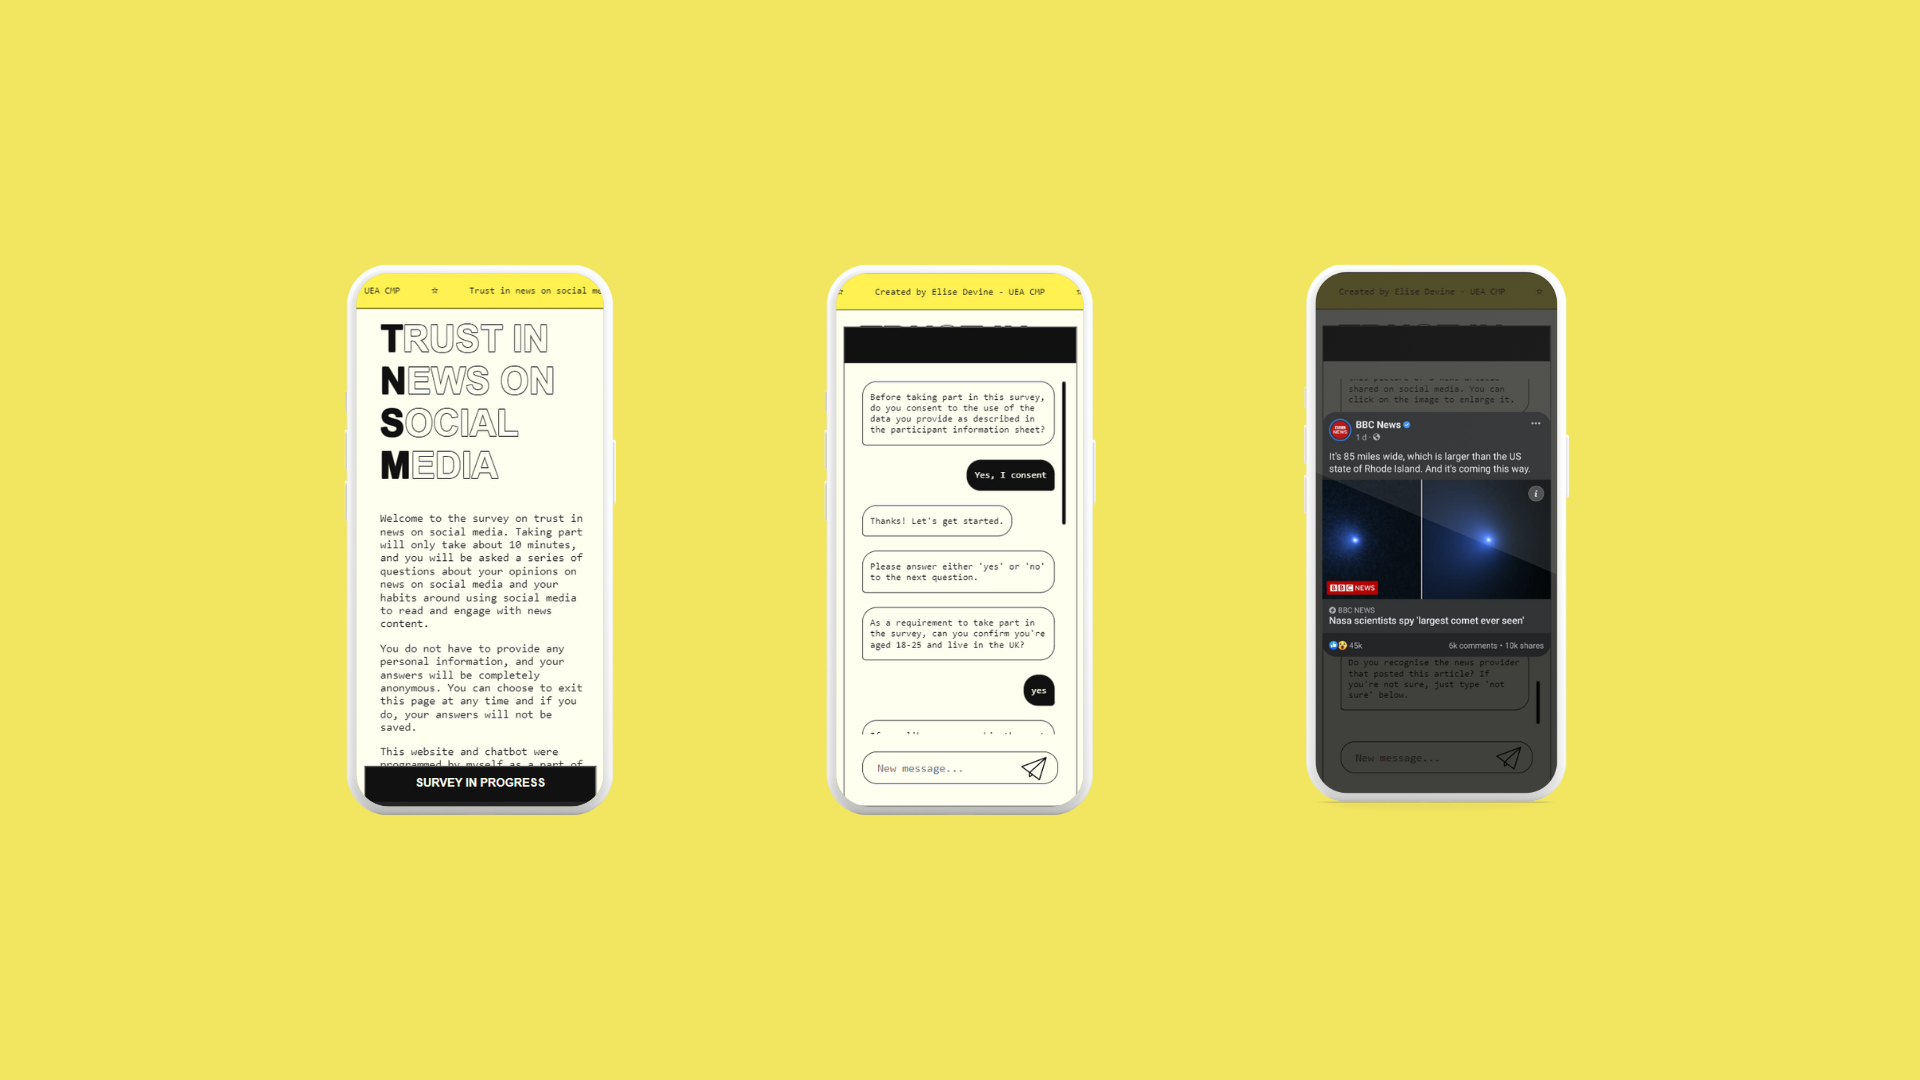 UEA CMP ☆ Trust in news on social me
TRUST IN
NEWS ON
SOCIAL
MEDIA
Welcome to the survey on trust in
news on social media. Taking part
will only take about 10 minutes,
and you will be asked a series of
questions about your opinions on
news on social media and your
habits around using social media
to read and engage with news
content.
You do not have to provide any
personal information, and your
answers will be completely
anonymous. You can choose to exit
this page at any time and if you
do, your answers will not be
saved.
This website and chatbot were
programmed by myself as a part of
SURVEY IN PROGRESS
☆ Created by Elise Devine - UEA CMP ☆
TRUST IN
Before taking part in this survey,
do you consent to the use of the
data you provide as described in
the participant information sheet?
Yes, I consent
Thanks! Let's get started.
Please answer either 'yes' or 'no'
to the next question.
As a requirement to take part in
the survey, can you confirm you're
aged 18-25 and live in the UK?
yes
New message...
Created by Elise Devine - UEA CMP ☆
TRUST IN
this picture of a news article
shared on social media. You can
click on the image to enlarge it.
BBC NEWS
BBC News
1 d ·
It's 85 miles wide, which is larger than the US
state of Rhode Island. And it's coming this way.
i
BBC NEWS
BBC NEWS
Nasa scientists spy 'largest comet ever seen'
45k 6k comments • 10k shares
Do you recognise the news provider
that posted this article? If
you're not sure, just type 'not
sure' below.
New message...